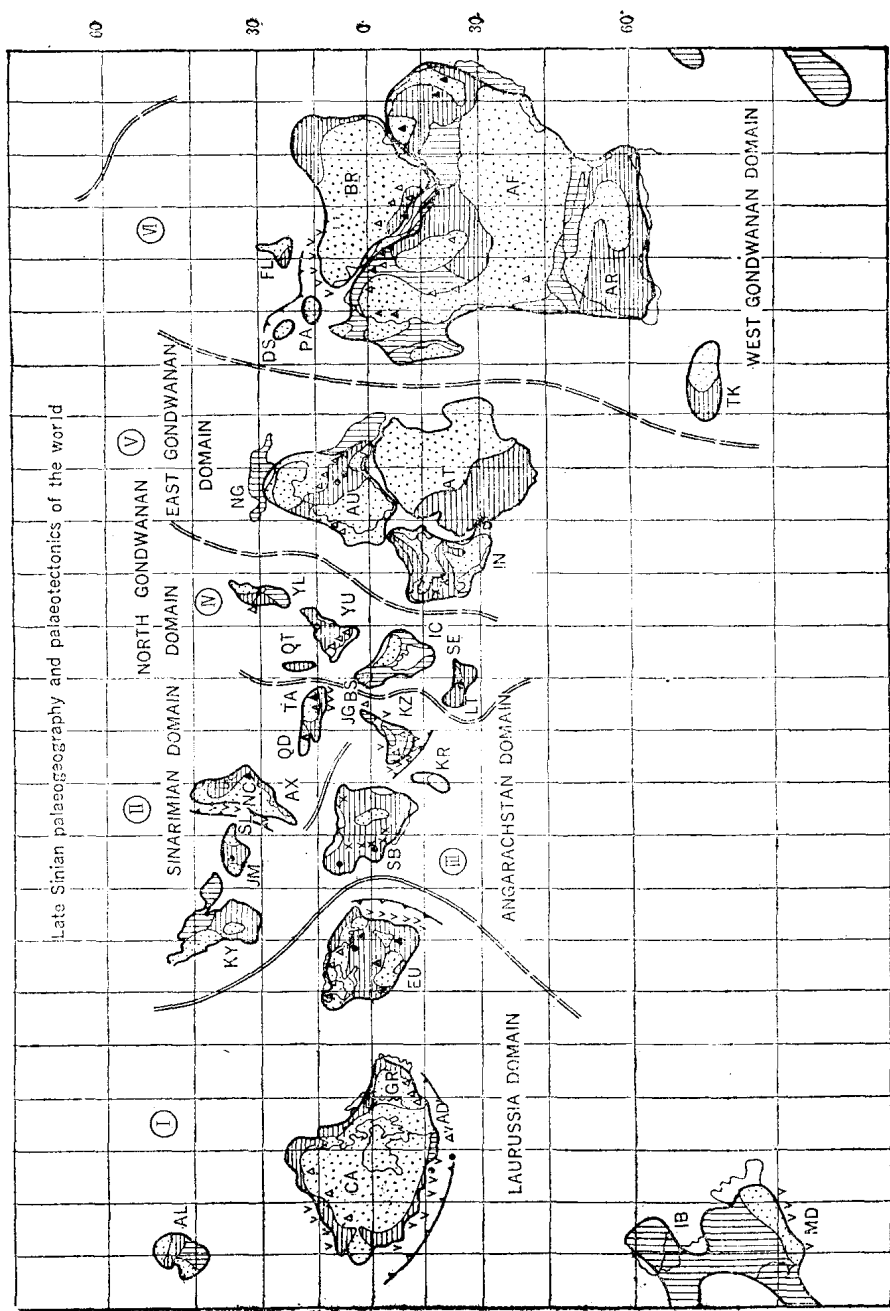 Late Sinian palaeogeography and palaeotectonics of the world
60
30
0°
30°
60°
I
II
III
IV
V
VI
LAURUSSIA DOMAIN
SINARIMIAN DOMAIN
ANGARACHSTAN DOMAIN
NORTH GONDWANAN
DOMAIN
EAST GONDWANAN
DOMAIN
WEST GONDWANAN DOMAIN
AL
CA
GR
AD
IB
MD
EU
KY
JM
SL
NC
AX
SB
KR
QD
TA
JG
BS
KZ
LT
SE
IC
QT
YU
YL
IN
NG
AU
AT
TK
DS
PA
FL
BR
AF
AR